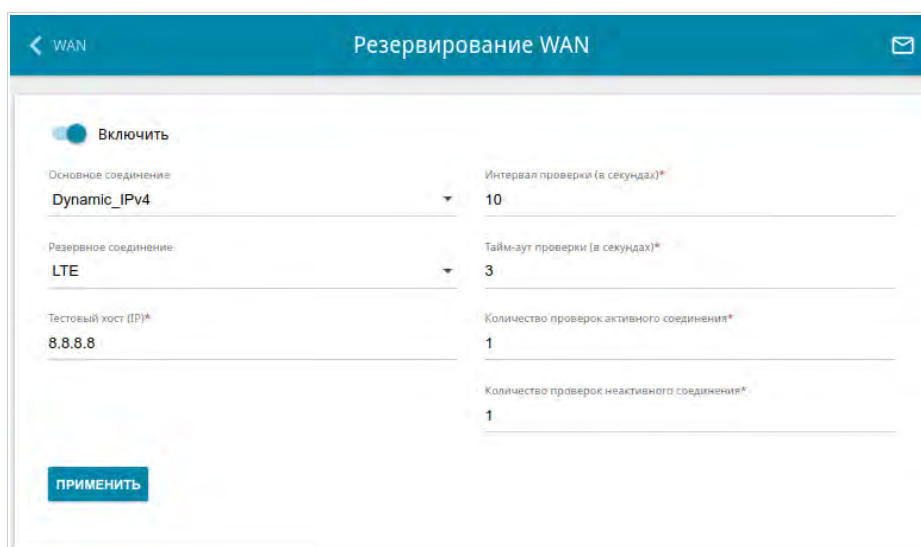 WAN
Резервирование WAN
Включить
Основное соединение
Dynamic_IPv4
Резервное соединение
LTE
Тестовый хост (IP)*
8.8.8.8
Интервал проверки (в секундах)*
10
Тайм-аут проверки (в секундах)*
3
Количество проверок активного соединения*
1
Количество проверок неактивного соединения*
1
ПРИМЕНИТЬ